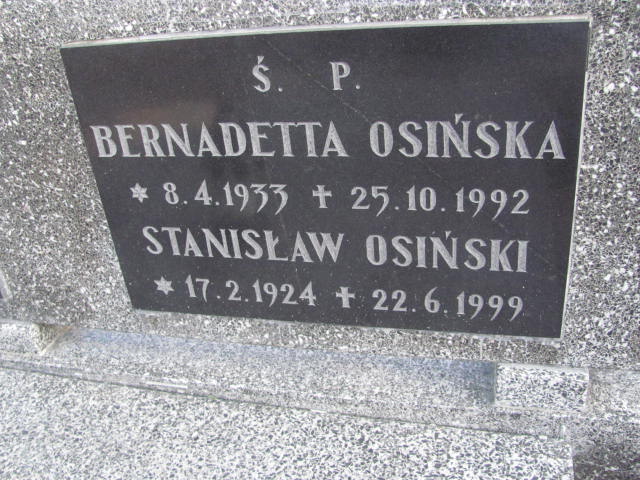 Ś. P.
BERNADETTA OSIŃSKA
* 8.4.1933 ✝ 25.10.1992
STANISŁAW OSIŃSKI
* 17.2.1924 ✝ 22.6.1999